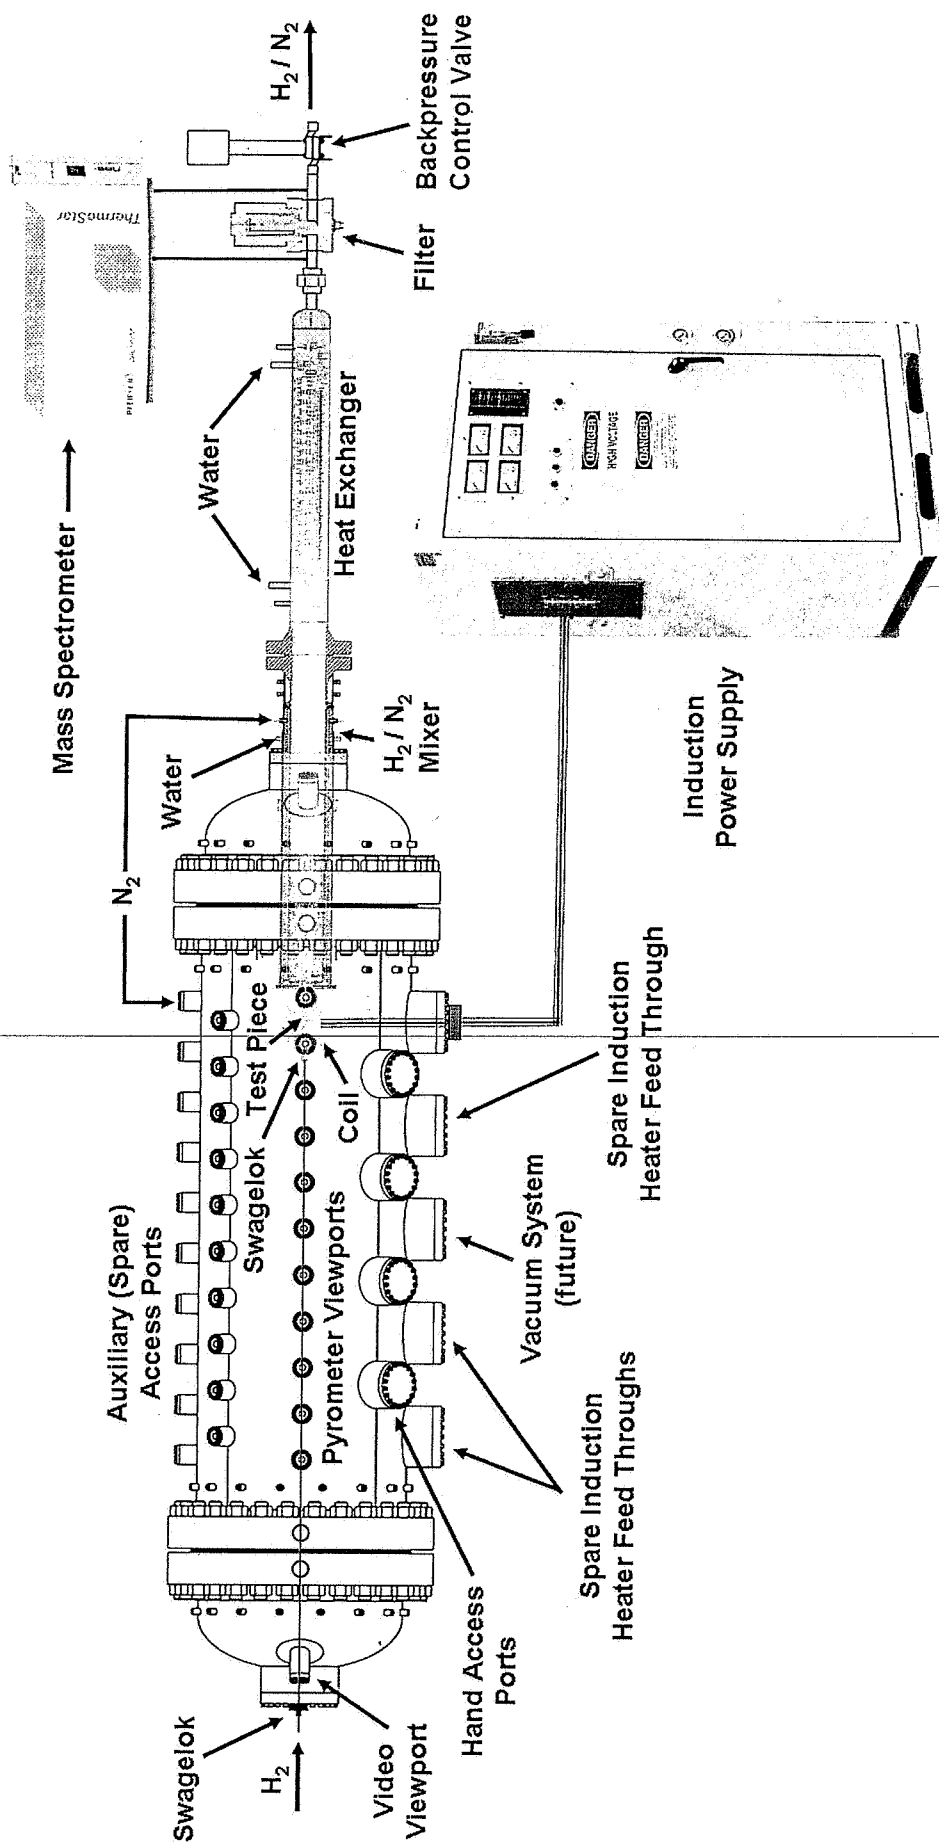 Mass Spectrometer
ThermoStar
H2 / N2
N2
Water
Water
H2 / N2
Mixer
Heat Exchanger
Filter
Backpressure
Control Valve
Auxiliary (Spare)
Access Ports
Swagelok
Test Piece
Coil
Pyrometer Viewports
Swagelok
H2
Video
Viewport
Hand Access
Ports
Spare Induction
Heater Feed Throughs
Vacuum System
(future)
Spare Induction
Heater Feed Through
Induction
Power Supply
DANGER
HIGH VOLTAGE
DANGER